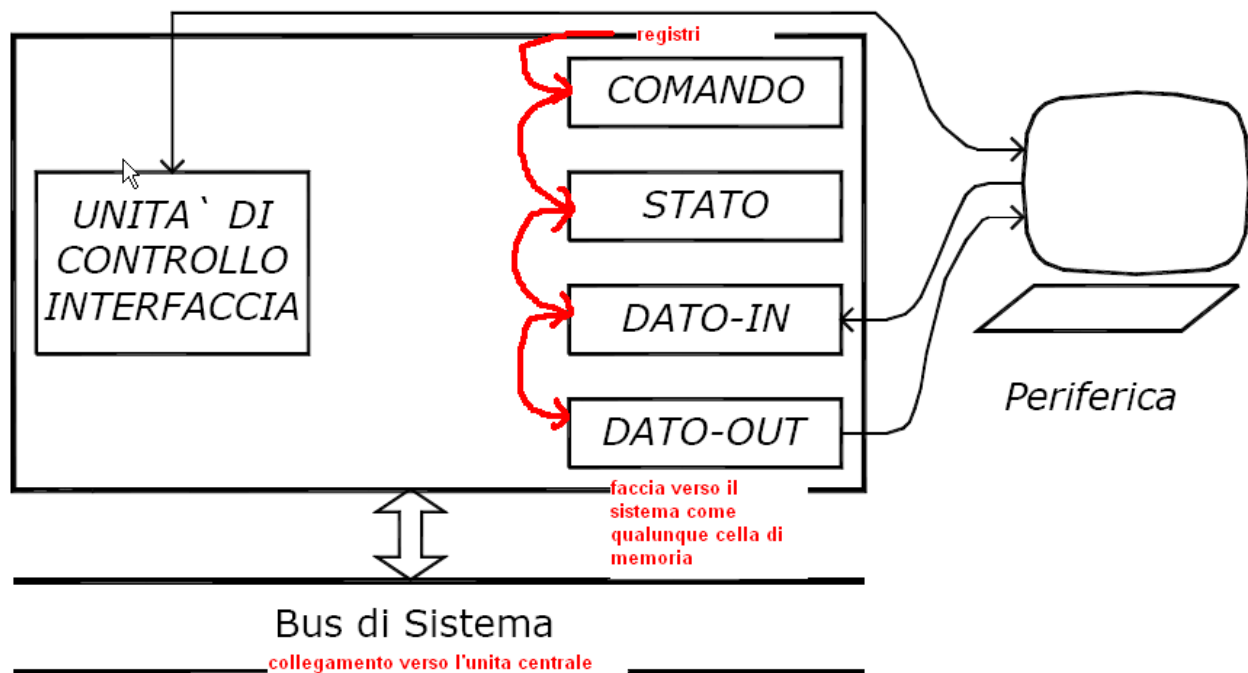 registri
COMANDO
STATO
UNITA` DI
CONTROLLO
INTERFACCIA
DATO-IN
DATO-OUT
Periferica
faccia verso il
sistema come
qualunque cella di
memoria
Bus di Sistema
collegamento verso l'unita centrale